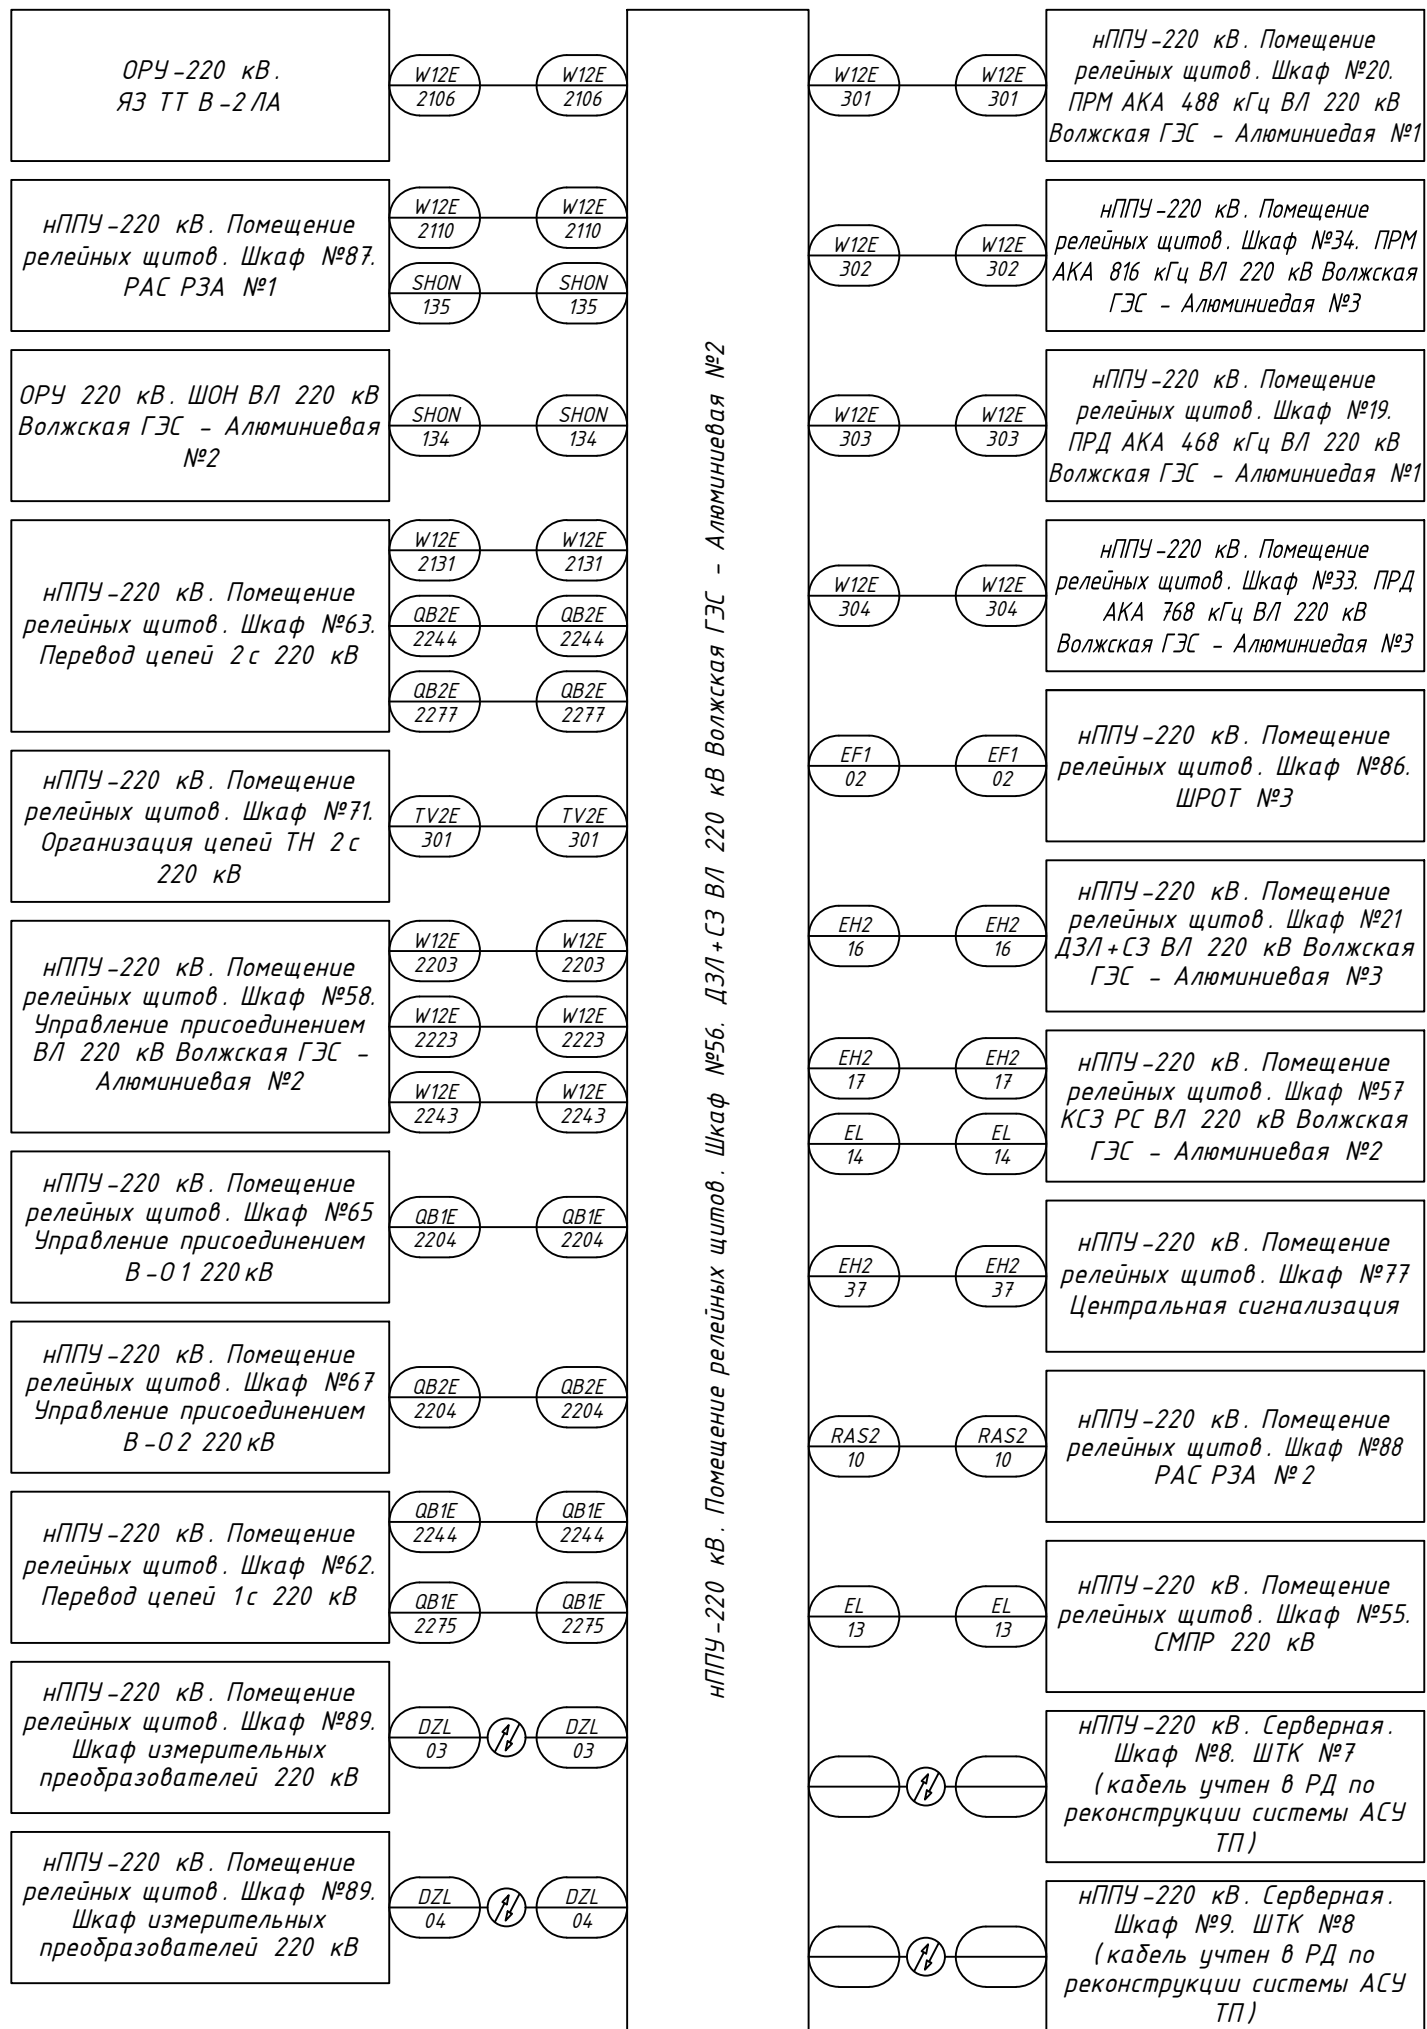 ОРУ-220 кВ.
ЯЗ ТТ В-2ЛА
W12E
2106
W12E
2106
нППУ-220 кВ. Помещение
релейных щитов. Шкаф №87.
РАС РЗА №1
W12E
2110
W12E
2110
SHON
135
SHON
135
ОРУ 220 кВ. ШОН ВЛ 220 кВ
Волжская ГЭС - Алюминиевая
№2
SHON
134
SHON
134
нППУ-220 кВ. Помещение
релейных щитов. Шкаф №63.
Перевод цепей 2с 220 кВ
W12E
2131
W12E
2131
QB2E
2244
QB2E
2244
QB2E
2277
QB2E
2277
нППУ-220 кВ. Помещение
релейных щитов. Шкаф №71.
Организация цепей ТН 2с
220 кВ
TV2E
301
TV2E
301
нППУ-220 кВ. Помещение
релейных щитов. Шкаф №58.
Управление присоединением
ВЛ 220 кВ Волжская ГЭС -
Алюминиевая №2
W12E
2203
W12E
2203
W12E
2223
W12E
2223
W12E
2243
W12E
2243
нППУ-220 кВ. Помещение
релейных щитов. Шкаф №65
Управление присоединением
В-О1 220кВ
QB1E
2204
QB1E
2204
нППУ-220 кВ. Помещение
релейных щитов. Шкаф №67
Управление присоединением
В-О2 220кВ
QB2E
2204
QB2E
2204
нППУ-220 кВ. Помещение
релейных щитов. Шкаф №62.
Перевод цепей 1с 220 кВ
QB1E
2244
QB1E
2244
QB1E
2275
QB1E
2275
нППУ-220 кВ. Помещение
релейных щитов. Шкаф №89.
Шкаф измерительных
преобразователей 220 кВ
DZL
03
DZL
03
нППУ-220 кВ. Помещение
релейных щитов. Шкаф №89.
Шкаф измерительных
преобразователей 220 кВ
DZL
04
DZL
04
нППУ-220 кВ. Помещение релейных щитов. Шкаф №56. ДЗЛ+СЗ ВЛ 220 кВ Волжская ГЭС - Алюминиевая №2
W12E
301
W12E
301
нППУ-220 кВ. Помещение
релейных щитов. Шкаф №20.
ПРМ АКА 488 кГц ВЛ 220 кВ
Волжская ГЭС - Алюминиедая №1
W12E
302
W12E
302
нППУ-220 кВ. Помещение
релейных щитов. Шкаф №34. ПРМ
АКА 816 кГц ВЛ 220 кВ Волжская
ГЭС - Алюминиедая №3
W12E
303
W12E
303
нППУ-220 кВ. Помещение
релейных щитов. Шкаф №19.
ПРД АКА 468 кГц ВЛ 220 кВ
Волжская ГЭС - Алюминиедая №1
W12E
304
W12E
304
нППУ-220 кВ. Помещение
релейных щитов. Шкаф №33. ПРД
АКА 768 кГц ВЛ 220 кВ
Волжская ГЭС - Алюминиедая №3
EF1
02
EF1
02
нППУ-220 кВ. Помещение
релейных щитов. Шкаф №86.
ШРОТ №3
EH2
16
EH2
16
нППУ-220 кВ. Помещение
релейных щитов. Шкаф №21
ДЗЛ+СЗ ВЛ 220 кВ Волжская
ГЭС - Алюминиевая №3
EH2
17
EH2
17
EL
14
EL
14
нППУ-220 кВ. Помещение
релейных щитов. Шкаф №57
КСЗ РС ВЛ 220 кВ Волжская
ГЭС - Алюминиевая №2
EH2
37
EH2
37
нППУ-220 кВ. Помещение
релейных щитов. Шкаф №77
Центральная сигнализация
RAS2
10
RAS2
10
нППУ-220 кВ. Помещение
релейных щитов. Шкаф №88
РАС РЗА №2
EL
13
EL
13
нППУ-220 кВ. Помещение
релейных щитов. Шкаф №55.
СМПР 220 кВ
нППУ-220 кВ. Серверная.
Шкаф №8. ШТК №7
(кабель учтен в РД по
реконструкции системы АСУ
ТП)
нППУ-220 кВ. Серверная.
Шкаф №9. ШТК №8
(кабель учтен в РД по
реконструкции системы АСУ
ТП)